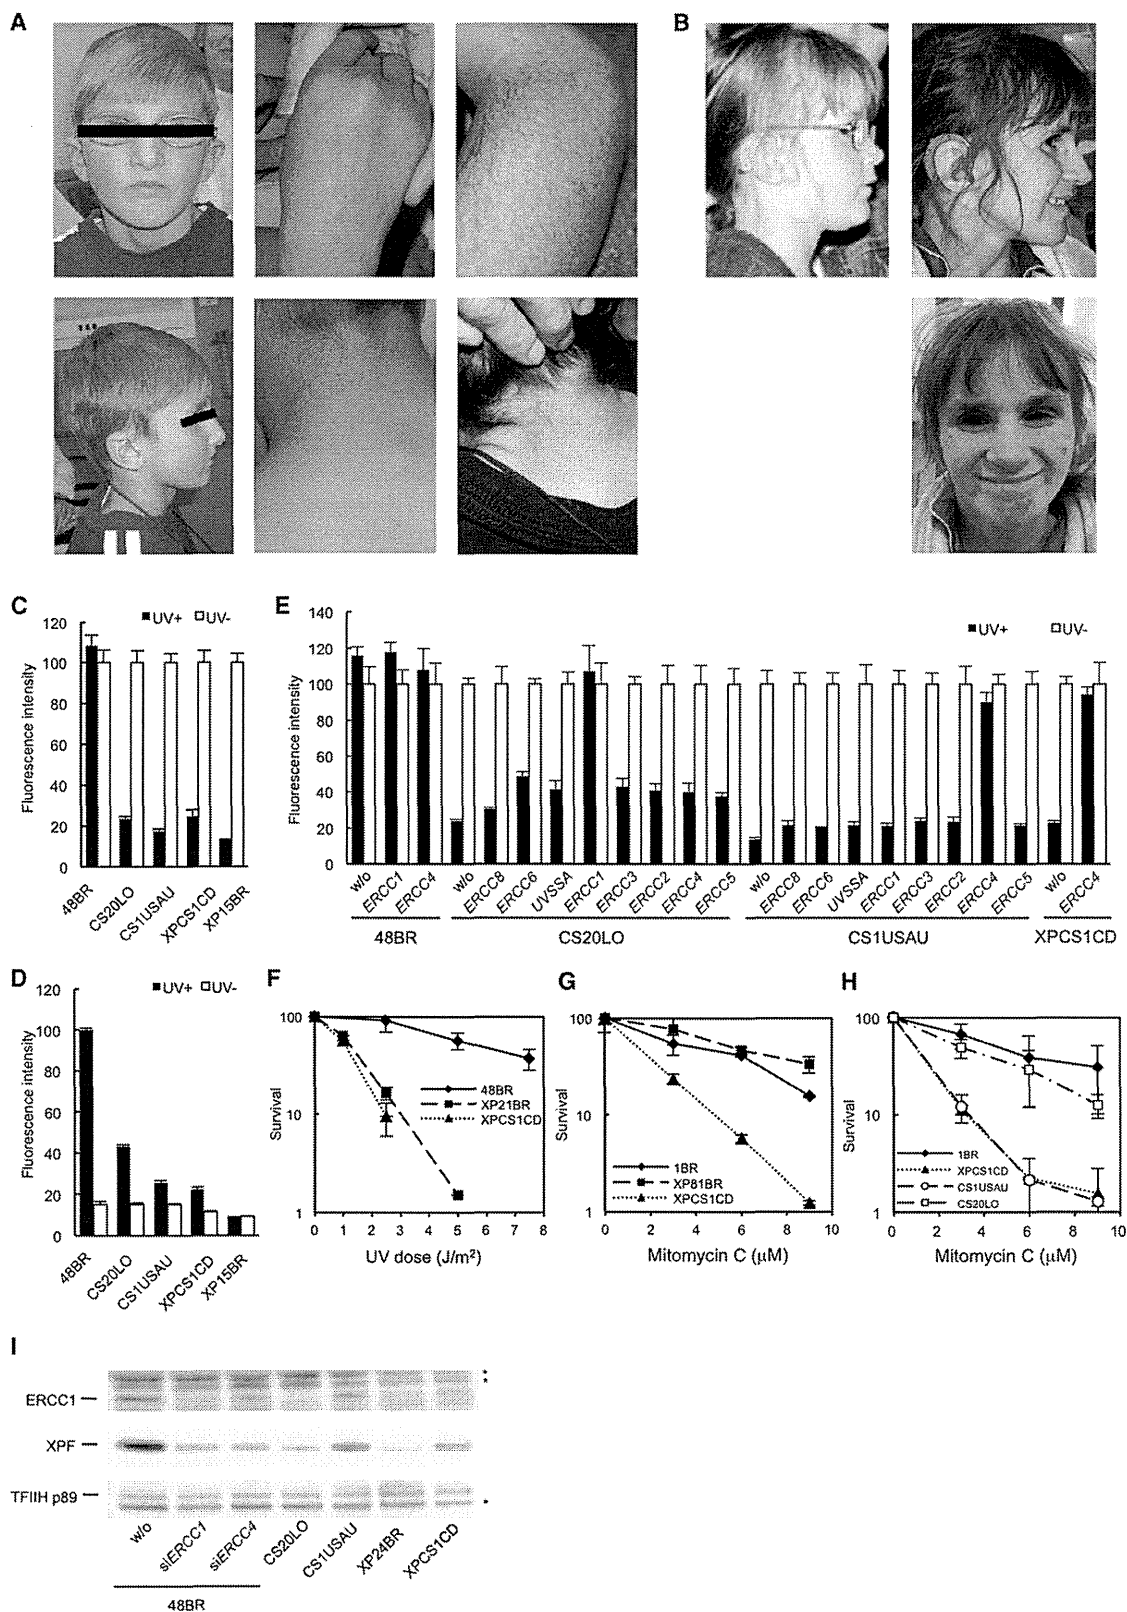 A
B
C
UV+ UV-
Fluorescence intensity
120
100
80
60
40
20
0
48BR
CS20LO
CS1USAU
XPCS1CD
XP15BR
E
UV+ UV-
Fluorescence intensity
140
120
100
80
60
40
20
0
w/o
ERCC1
ERCC4
w/o
ERCC8
ERCC6
UVSSA
ERCC1
ERCC3
ERCC2
ERCC4
ERCC5
w/o
ERCC8
ERCC6
UVSSA
ERCC1
ERCC3
ERCC2
ERCC4
ERCC5
w/o
ERCC4
48BR CS20LO CS1USAU XPCS1CD
D
UV+ UV-
Fluorescence intensity
120
100
80
60
40
20
0
48BR
CS20LO
CS1USAU
XPCS1CD
XP15BR
F
Survival
100
10
1
48BR
XP21BR
XPCS1CD
0 1 2 3 4 5 6 7 8
UV dose (J/m²)
G
Survival
100
10
1
1BR
XP81BR
XPCS1CD
0 2 4 6 8 10
Mitomycin C (μM)
H
Survival
100
10
1
1BR
XPCS1CD
CS1USAU
CS20LO
0 2 4 6 8 10
Mitomycin C (μM)
I
*
*
ERCC1
XPF
TFIIH p89
*
w/o
siERCC1
siERCC4
CS20LO
CS1USAU
XP24BR
XPCS1CD
48BR